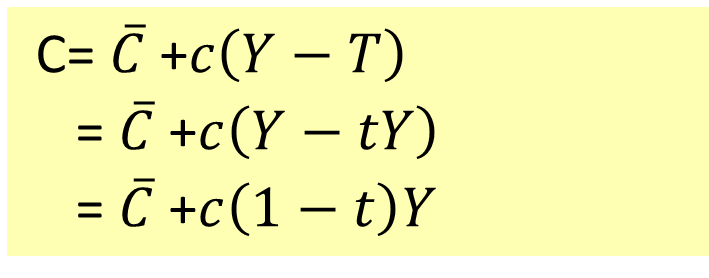 C= C̄ +c(Y − T)
= C̄ +c(Y − tY)
= C̄ +c(1 − t)Y